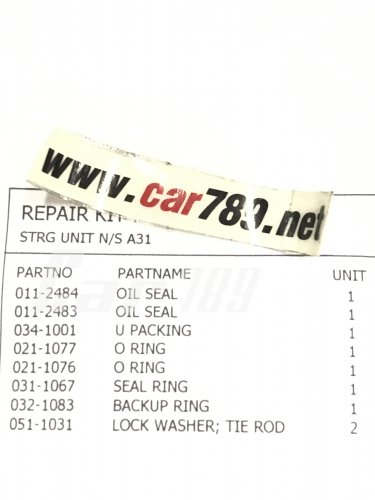 www.car789.net
REPAIR KIT
STRG UNIT N/S A31
PARTNO PARTNAME UNIT
011-2484 OIL SEAL 1
011-2483 OIL SEAL 1
034-1001 U PACKING 1
021-1077 O RING 1
021-1076 O RING 1
031-1067 SEAL RING 1
032-1083 BACKUP RING 1
051-1031 LOCK WASHER; TIE ROD 2